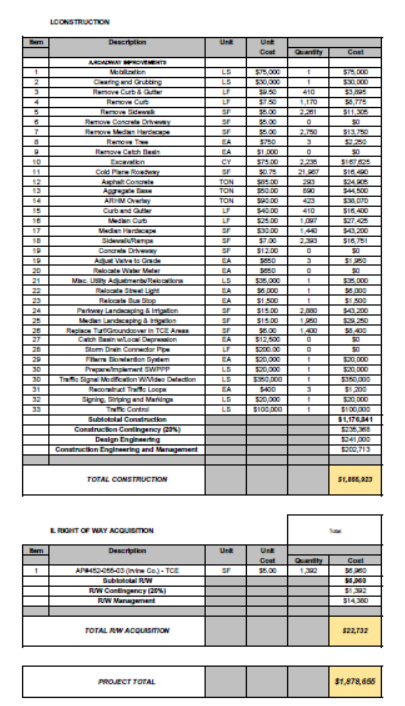 I.CONSTRUCTION
Item Description Unit Unit Cost Quantity Cost
A.ROADWAY IMPROVEMENTS
1 Mobilization LS $75,000 1 $75,000
2 Clearing and Grubbing LS $30,000 1 $30,000
3 Remove Curb & Gutter LF $9.50 410 $3,895
4 Remove Curb LF $7.50 1,170 $8,775
5 Remove Sidewalk SF $5.00 2,261 $11,305
6 Remove Concrete Driveway SF $5.00 0 $0
7 Remove Median Hardscape SF $5.00 2,750 $13,750
8 Remove Tree EA $750 3 $2,250
9 Remove Catch Basin EA $1,000 0 $0
10 Excavation CY $75.00 2,235 $167,625
11 Cold Plane Roadway SF $0.75 21,987 $16,490
12 Asphalt Concrete TON $85.00 293 $24,905
13 Aggregate Base TON $50.00 890 $44,500
14 ARHM Overlay TON $90.00 423 $38,070
15 Curb and Gutter LF $40.00 410 $16,400
16 Median Curb LF $25.00 1,097 $27,425
17 Median Hardscape SF $30.00 1,440 $43,200
18 Sidewalk/Ramps SF $7.00 2,393 $16,751
19 Concrete Driveway SF $12.00 0 $0
19 Adjust Valve to Grade EA $650 3 $1,950
20 Relocate Water Meter EA $650 0 $0
21 Misc. Utility Adjustments/Relocations LS $35,000 1 $35,000
22 Relocate Street Light EA $6,000 1 $6,000
23 Relocate Bus Stop EA $1,500 1 $1,500
24 Parkway Landscaping & Irrigation SF $15.00 2,880 $43,200
25 Median Landscaping & Irrigation SF $15.00 1,950 $29,250
26 Replace Turf/Groundcover in TCE Areas SF $6.00 1,400 $8,400
27 Catch Basin w/Local Depression EA $12,500 0 $0
28 Storm Drain Connector Pipe LF $200.00 0 $0
29 Filterra Bioretention System EA $20,000 1 $20,000
30 Prepare/Implement SWPPP LS $20,000 1 $20,000
30 Traffic Signal Modification W/Video Detection LS $350,000 1 $350,000
31 Reconstruct Traffic Loops EA $400 3 $1,200
32 Signing, Striping and Markings LS $20,000 1 $20,000
33 Traffic Control LS $100,000 1 $100,000
Subtotal Construction $1,176,841
Construction Contingency (20%) $235,368
Design Engineering $241,000
Construction Engineering and Management $202,713
TOTAL CONSTRUCTION $1,855,923
II. RIGHT OF WAY ACQUISITION Total
Item Description Unit Unit Cost Quantity Cost
1 AP#452-055-03 (Irvine Co.) - TCE SF $5.00 1,392 $6,960
Subtototal R/W $6,960
R/W Contingency (20%) $1,392
R/W Management $14,380
TOTAL R/W ACQUISITION $22,732
PROJECT TOTAL $1,878,655